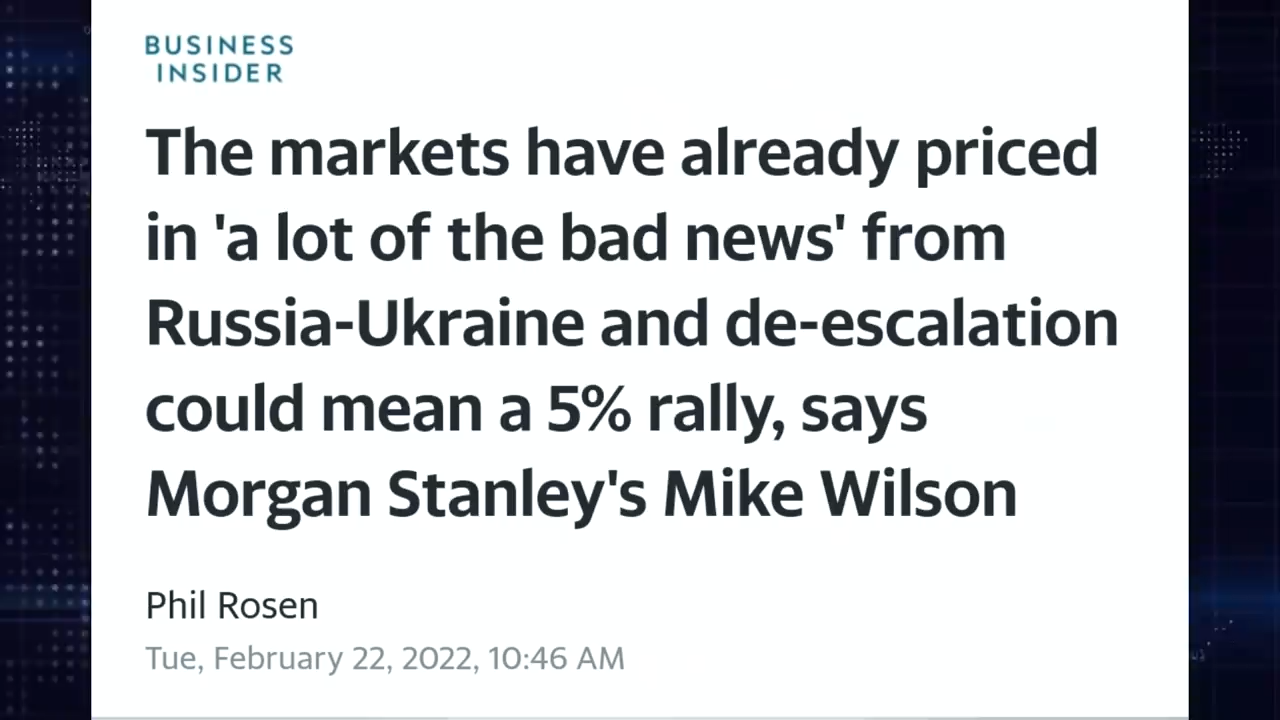 BUSINESS
INSIDER
The markets have already priced
in 'a lot of the bad news' from
Russia-Ukraine and de-escalation
could mean a 5% rally, says
Morgan Stanley's Mike Wilson
Phil Rosen
Tue, February 22, 2022, 10:46 AM